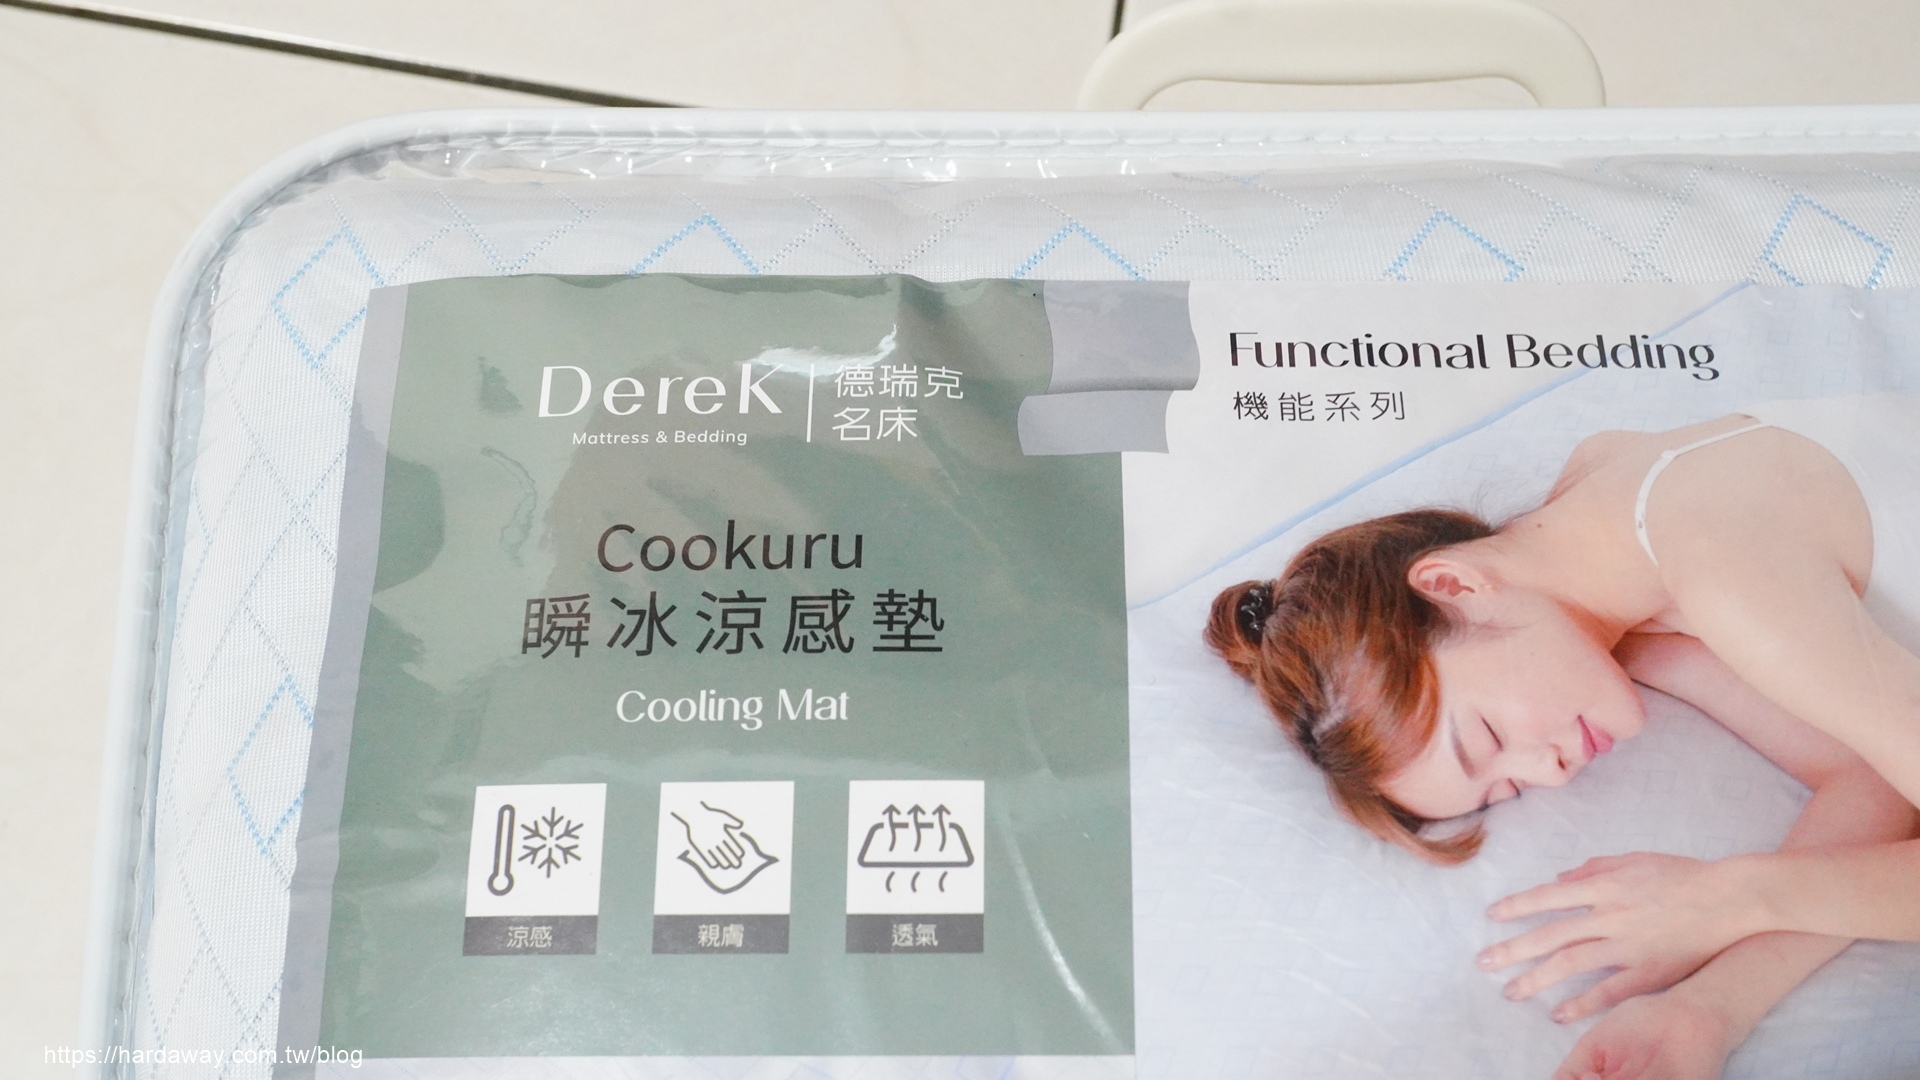 Derek
Mattress & Bedding
德瑞克
名床
Functional Bedding
機能系列
Cookuru
瞬冰涼感墊
Cooling Mat
涼感
親膚
透氣
https://hardaway.com.tw/blog